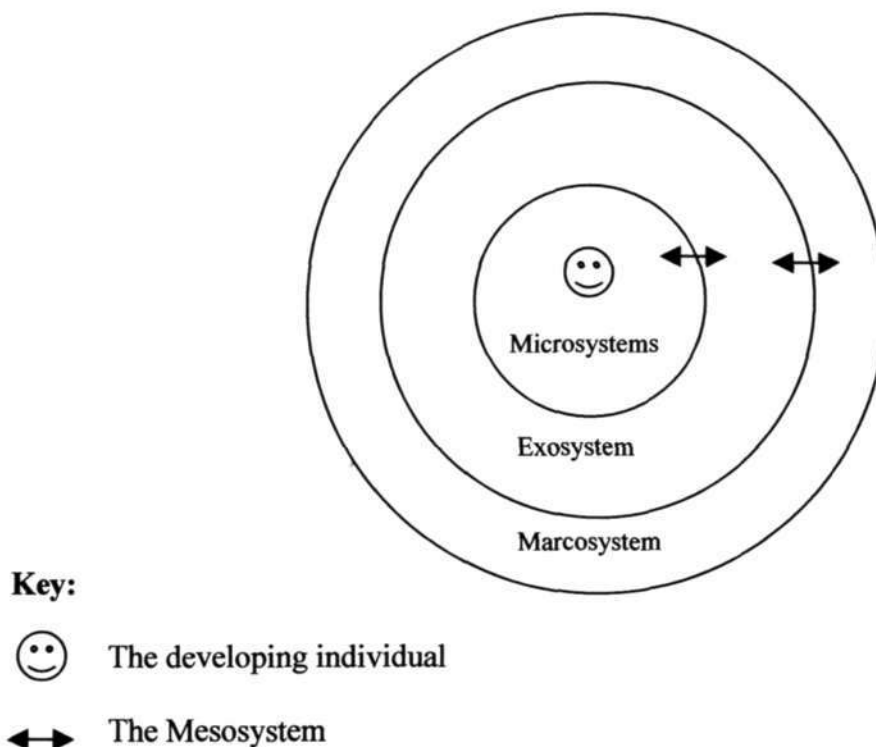 Microsystems
Exosystem
Marcosystem
Key:
The developing individual
The Mesosystem